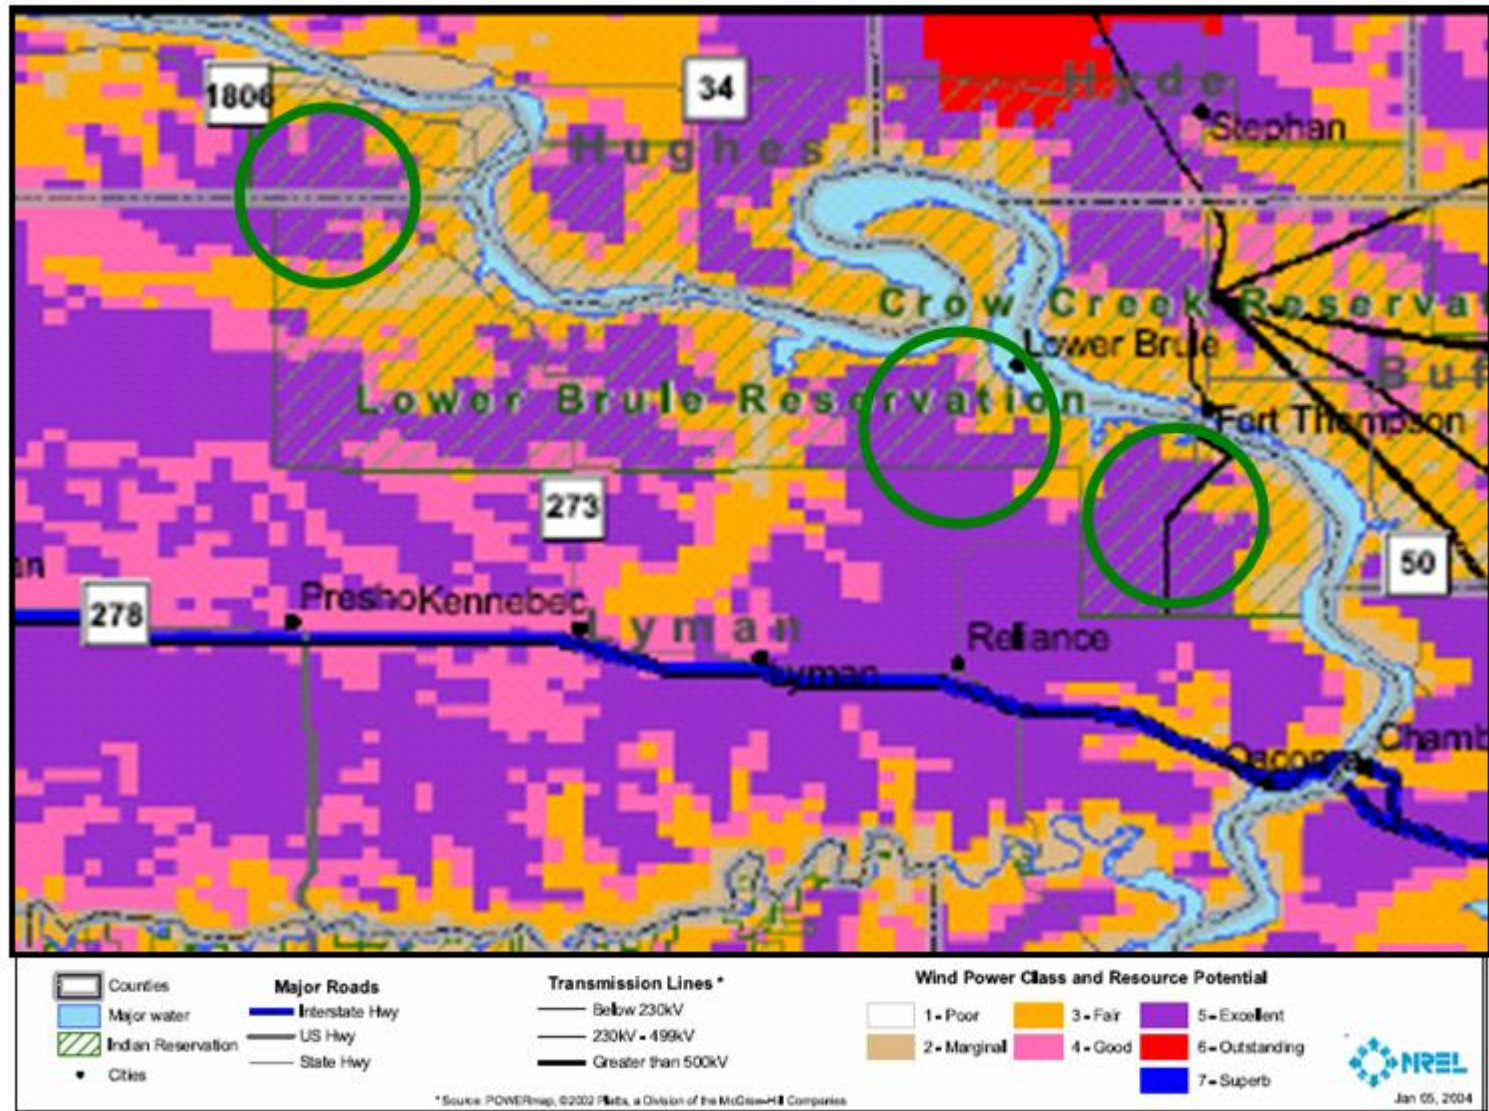 1806
34
Hyde
Stephan
Hughes
Crow Creek Reservat
Lower Brule
Buf
Lower Brule Reservation
Fort Thompson
273
50
an
278
Presho
Kennebec
Lyman
Reliance
Lyman
Oacoma
Chamb
Counties
Major water
Indian Reservation
Cities
Major Roads
Interstate Hwy
US Hwy
State Hwy
Transmission Lines *
Below 230kV
230kV - 499kV
Greater than 500kV
* Source: POWERmap, ©2002 Platts, a Division of the McGraw-Hill Companies
Wind Power Class and Resource Potential
1 - Poor
2 - Marginal
3 - Fair
4 - Good
5 - Excellent
6 - Outstanding
7 - Superb
NREL
Jan 05, 2004